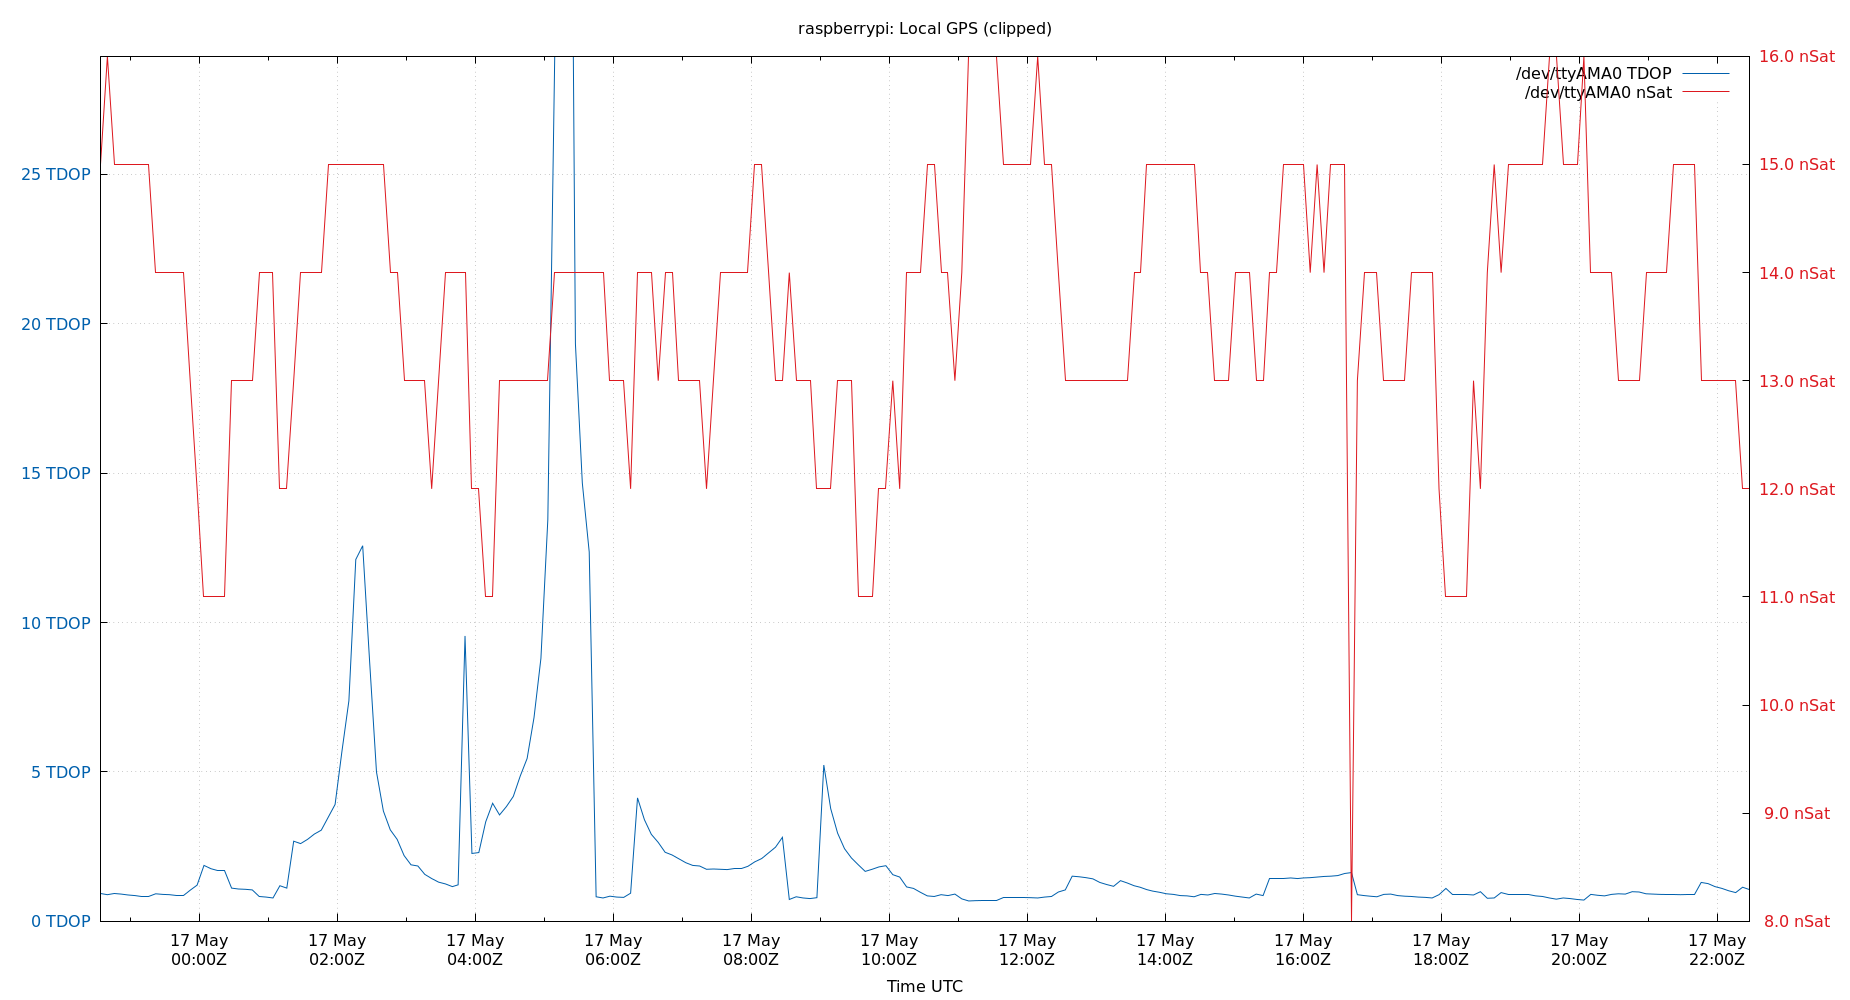 raspberrypi: Local GPS (clipped)
/dev/ttyAMA0 TDOP
/dev/ttyAMA0 nSat
25 TDOP
20 TDOP
15 TDOP
10 TDOP
5 TDOP
0 TDOP
16.0 nSat
15.0 nSat
14.0 nSat
13.0 nSat
12.0 nSat
11.0 nSat
10.0 nSat
9.0 nSat
8.0 nSat
17 May 17 May 17 May 17 May 17 May 17 May 17 May 17 May 17 May 17 May 17 May 17 May
00:00Z 02:00Z 04:00Z 06:00Z 08:00Z 10:00Z 12:00Z 14:00Z 16:00Z 18:00Z 20:00Z 22:00Z
Time UTC